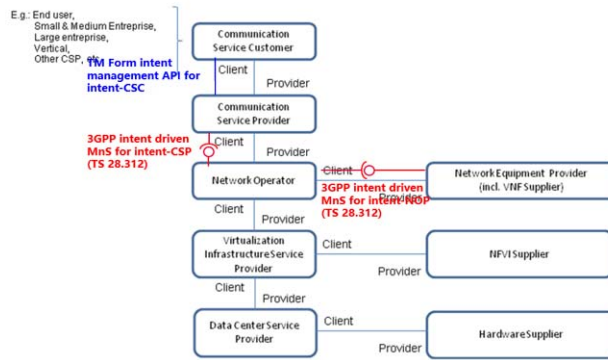 E.g.: End user,
Small & Medium Entreprise,
Large entreprise,
Vertical,
Other CSP, etc.
Communication
Service Customer
TM Form intent
management API for
intent-CSC
Client
Provider
Communication
Service Provider
3GPP intent driven
MnS for intent-CSP
(TS 28.312)
Client
Provider
Network Operator
Client
Provider
3GPP intent driven
MnS for intent-NOP
(TS 28.312)
Network Equipment Provider
(incl. VNF Supplier)
Client
Provider
Virtualization
Infrastructure Service
Provider
Client
Provider
NFVI Supplier
Client
Provider
Data Center Service
Provider
Client
Provider
Hardware Supplier